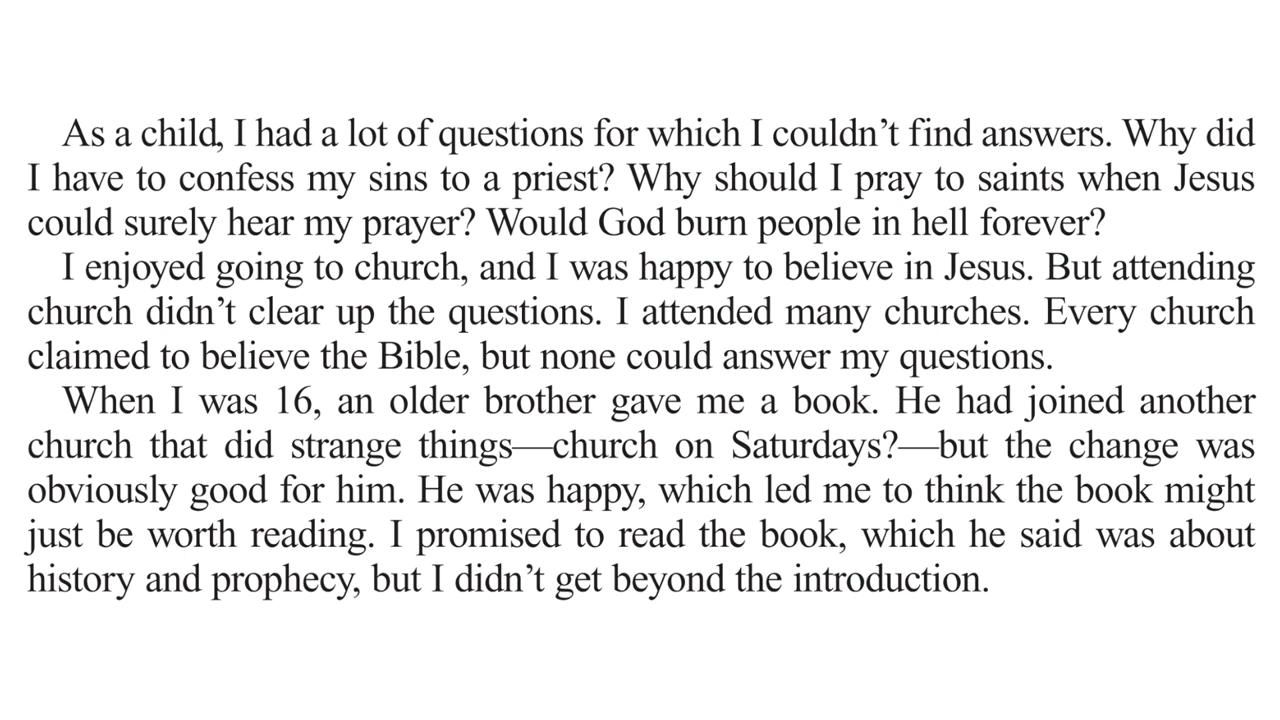 As a child, I had a lot of questions for which I couldn’t find answers. Why did
I have to confess my sins to a priest? Why should I pray to saints when Jesus
could surely hear my prayer? Would God burn people in hell forever?
I enjoyed going to church, and I was happy to believe in Jesus. But attending
church didn’t clear up the questions. I attended many churches. Every church
claimed to believe the Bible, but none could answer my questions.
When I was 16, an older brother gave me a book. He had joined another
church that did strange things—church on Saturdays?—but the change was
obviously good for him. He was happy, which led me to think the book might
just be worth reading. I promised to read the book, which he said was about
history and prophecy, but I didn’t get beyond the introduction.